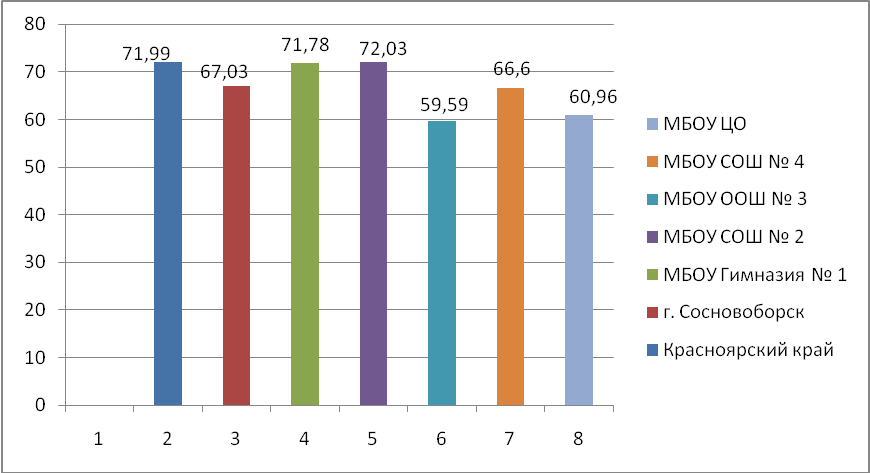 80
70
60
50
40
30
20
10
0
71,99
67,03
71,78
72,03
59,59
66,6
60,96
1 2 3 4 5 6 7 8
МБОУ ЦО
МБОУ СОШ № 4
МБОУ ООШ № 3
МБОУ СОШ № 2
МБОУ Гимназия № 1
г. Сосновоборск
Красноярский край